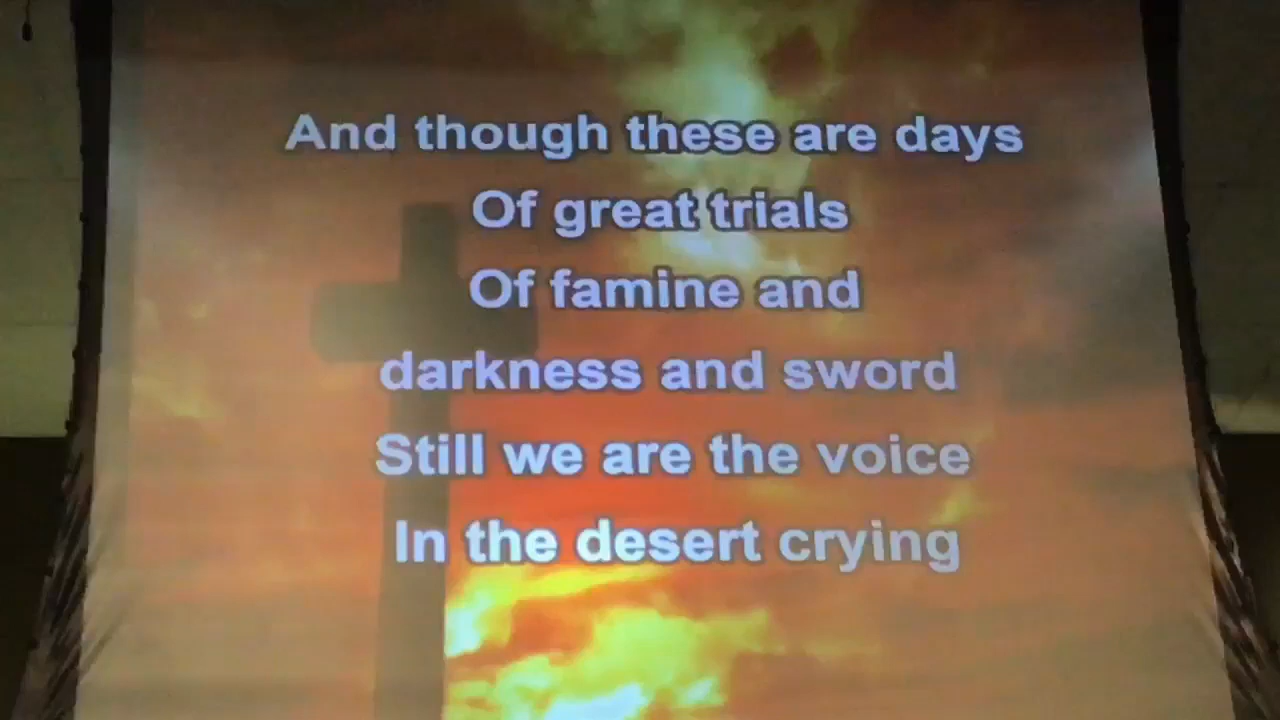 And though these are days
Of great trials
Of famine and
darkness and sword
Still we are the voice
In the desert crying